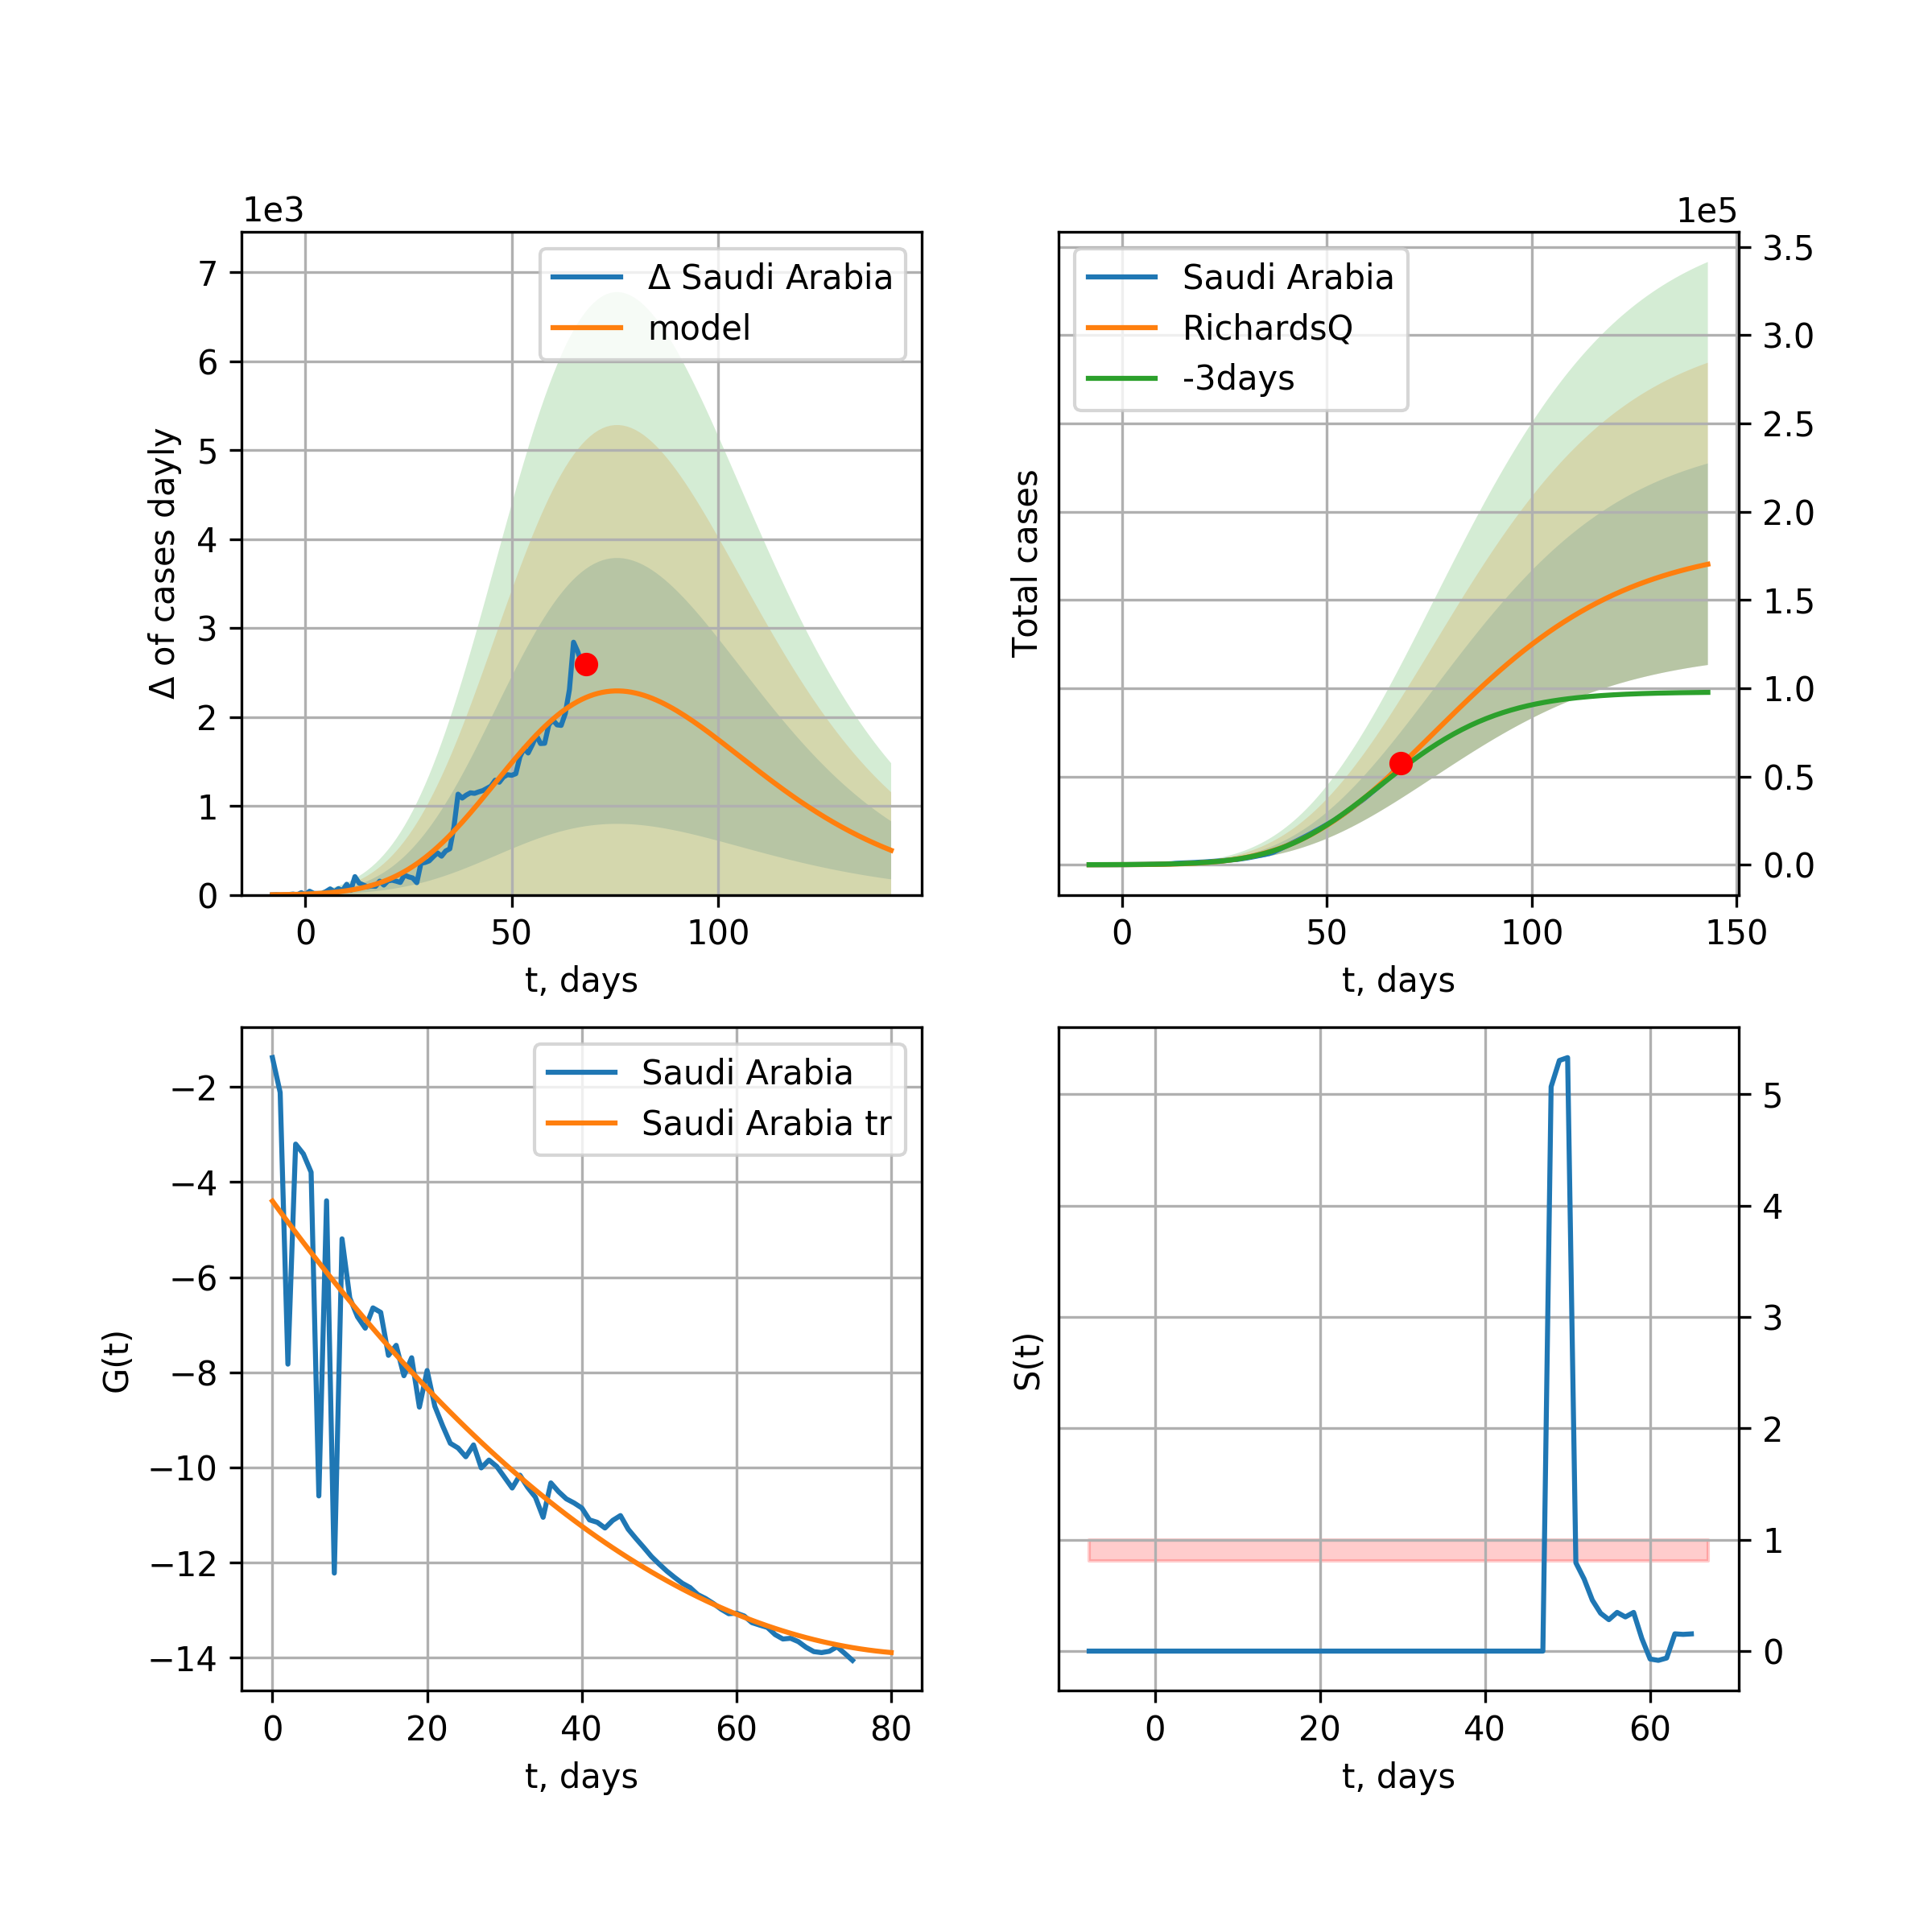 1e3
Δ Saudi Arabia
model
7
6
5
4
3
2
1
0
Δ of cases dayly
0 50 100
t, days
1e5
Saudi Arabia
RichardsQ
-3days
3.5
3.0
2.5
2.0
1.5
1.0
0.5
0.0
Total cases
0 50 100 150
t, days
Saudi Arabia
Saudi Arabia tr
−2
−4
−6
−8
−10
−12
−14
G(t)
0 20 40 60 80
t, days
5
4
3
2
1
0
S(t)
0 20 40 60
t, days